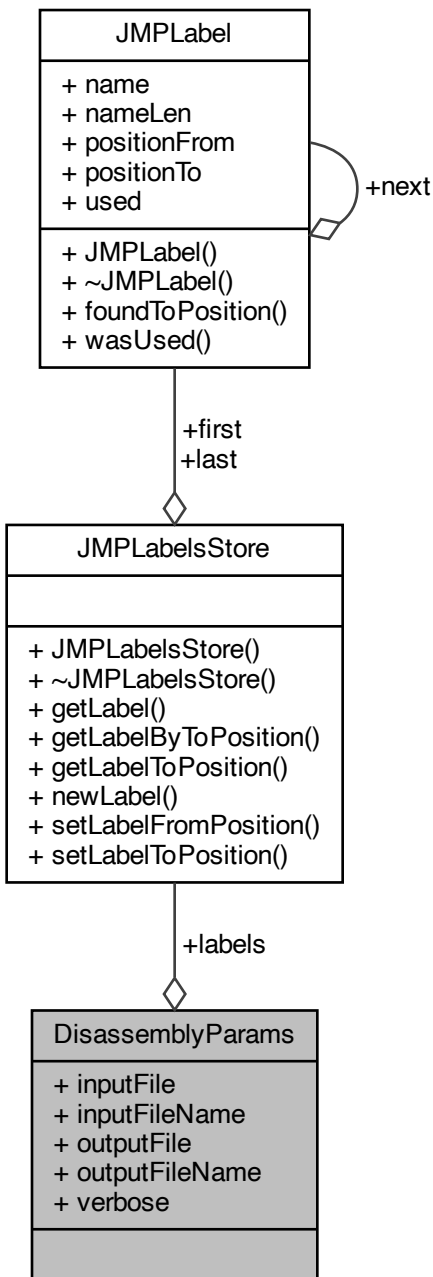 JMPLabel
+ name
+ nameLen
+ positionFrom
+ positionTo
+ used
+ JMPLabel()
+ ~JMPLabel()
+ foundToPosition()
+ wasUsed()
+next
+first
+last
JMPLabelsStore
+ JMPLabelsStore()
+ ~JMPLabelsStore()
+ getLabel()
+ getLabelByToPosition()
+ getLabelToPosition()
+ newLabel()
+ setLabelFromPosition()
+ setLabelToPosition()
+labels
DisassemblyParams
+ inputFile
+ inputFileName
+ outputFile
+ outputFileName
+ verbose